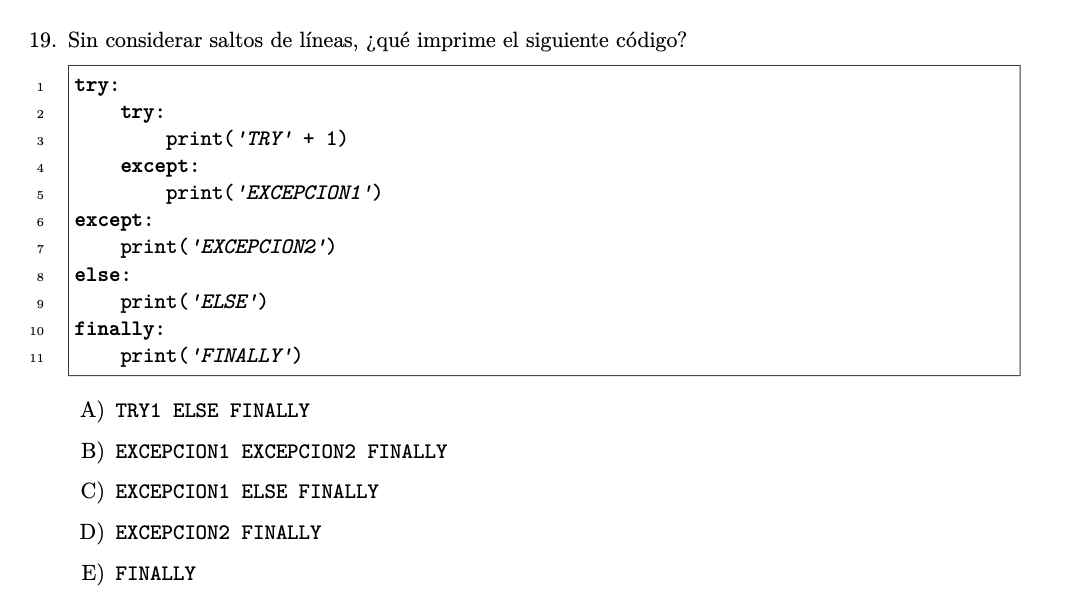 19. Sin considerar saltos de líneas, ¿qué imprime el siguiente código?
1 try:
2     try:
3         print('TRY' + 1)
4     except:
5         print('EXCEPCION1')
6 except:
7     print('EXCEPCION2')
8 else:
9     print('ELSE')
10 finally:
11     print('FINALLY')
A) TRY1 ELSE FINALLY
B) EXCEPCION1 EXCEPCION2 FINALLY
C) EXCEPCION1 ELSE FINALLY
D) EXCEPCION2 FINALLY
E) FINALLY